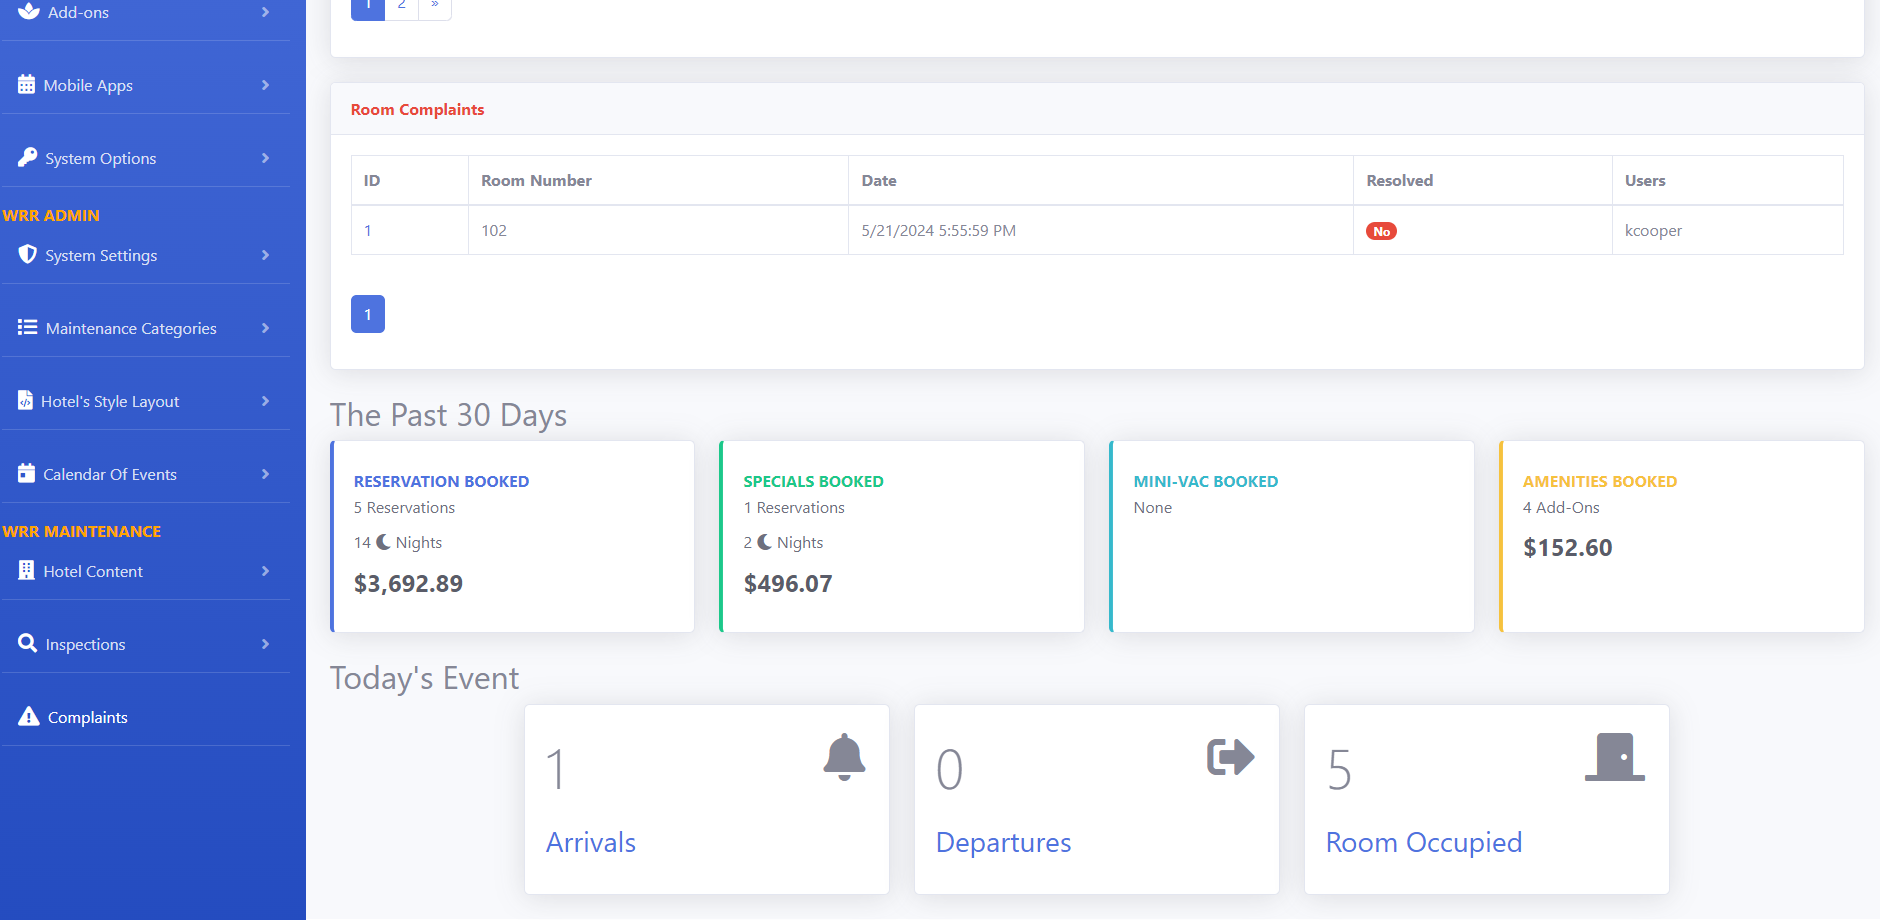 Add-ons
Mobile Apps
System Options
WRR ADMIN
System Settings
Maintenance Categories
Hotel's Style Layout
Calendar Of Events
WRR MAINTENANCE
Hotel Content
Inspections
Complaints
1 2 »
Room Complaints
ID Room Number Date Resolved Users
1 102 5/21/2024 5:55:59 PM No kcooper
1
The Past 30 Days
RESERVATION BOOKED
5 Reservations
14 Nights
$3,692.89
SPECIALS BOOKED
1 Reservations
2 Nights
$496.07
MINI-VAC BOOKED
None
AMENITIES BOOKED
4 Add-Ons
$152.60
Today's Event
1
Arrivals
0
Departures
5
Room Occupied